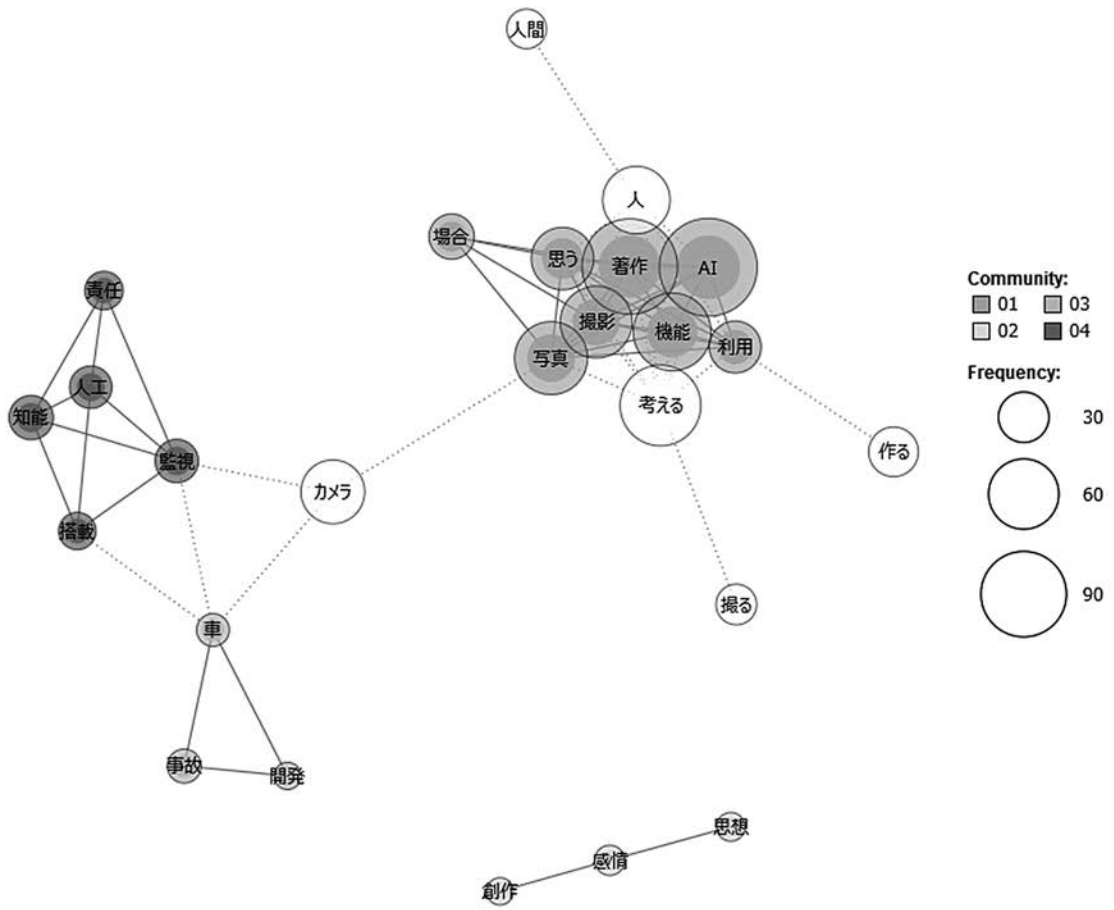 人間
人
場合
思う
著作
AI
責任
撮影
機能
利用
写真
人工
知能
考える
監視
作る
カメラ
搭載
撮る
車
事故
開発
思想
感情
創作
Community:
01 03
02 04
Frequency:
30
60
90